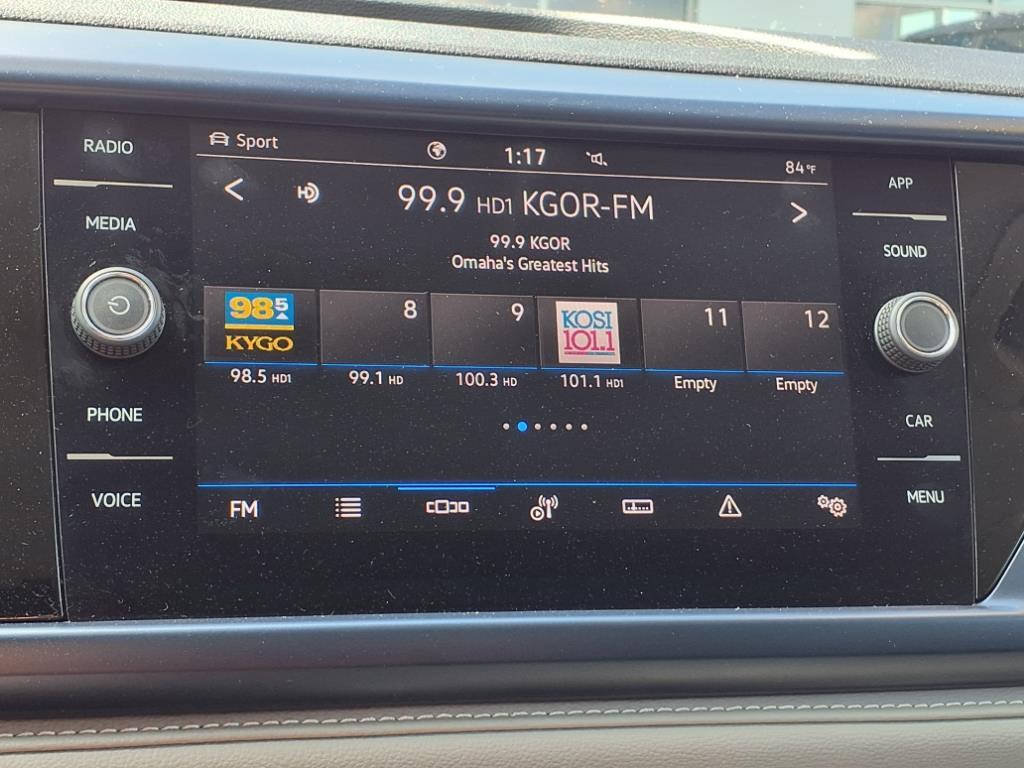 RADIO
MEDIA
PHONE
VOICE
Sport
1:17
84°F
99.9 HD1 KGOR-FM
99.9 KGOR
Omaha's Greatest Hits
98.5
KYGO
8
9
KOSI
101.1
11
12
98.5 HD1
99.1 HD
100.3 HD
101.1 HD1
Empty
Empty
FM
APP
SOUND
CAR
MENU